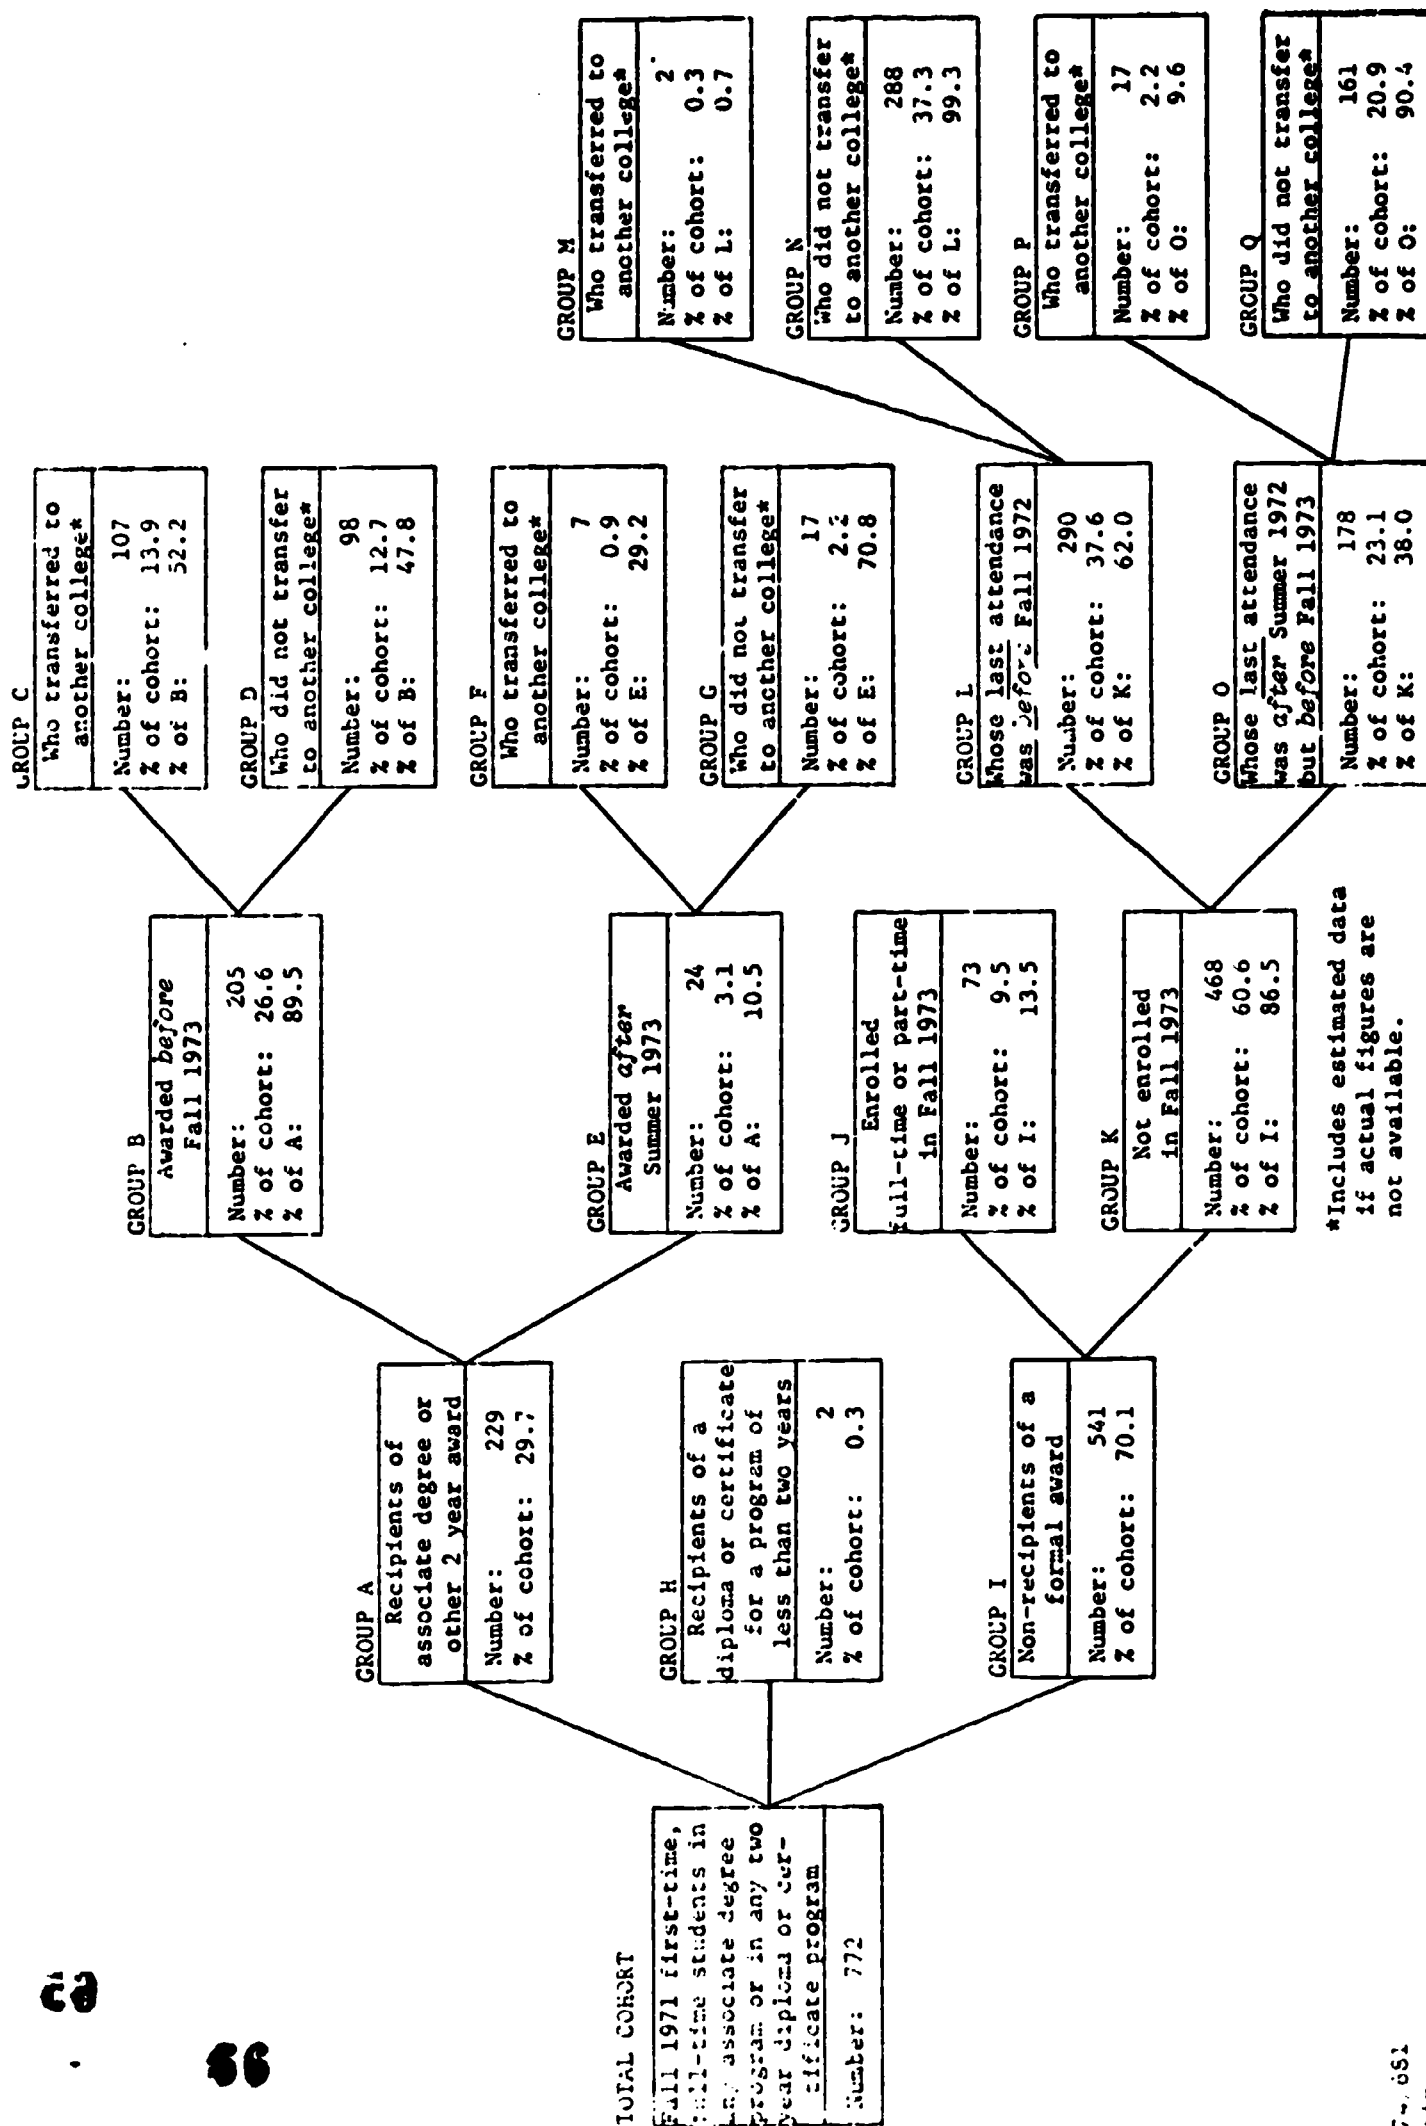 TOTAL COHORT
Fall 1971 first-time,
full-time students in
any associate degree
program or in any two
year diploma or cer-
tificate program
Number: 772
GROUP A
Recipients of
associate degree or
other 2 year award
Number: 229
% of cohort: 29.7
GROUP H
Recipients of a
diploma or certificate
for a program of
less than two years
Number: 2
% of cohort: 0.3
GROUP I
Non-recipients of a
formal award
Number: 541
% of cohort: 70.1
GROUP B
Awarded before
Fall 1973
Number: 205
% of cohort: 26.6
% of A: 89.5
GROUP E
Awarded after
Summer 1973
Number: 24
% of cohort: 3.1
% of A: 10.5
GROUP J
Enrolled
full-time or part-time
in Fall 1973
Number: 73
% of cohort: 9.5
% of I: 13.5
GROUP K
Not enrolled
in Fall 1973
Number: 468
% of cohort: 60.6
% of I: 86.5
GROUP C
Who transferred to
another college*
Number: 107
% of cohort: 13.9
% of B: 52.2
GROUP D
Who did not transfer
to another college*
Number: 98
% of cohort: 12.7
% of B: 47.8
GROUP F
Who transferred to
another college*
Number: 7
% of cohort: 0.9
% of E: 29.2
GROUP G
Who did not transfer
to another college*
Number: 17
% of cohort: 2.2
% of E: 70.8
GROUP L
Whose last attendance
was before Fall 1972
Number: 290
% of cohort: 37.6
% of K: 62.0
GROUP O
Whose last attendance
was after Summer 1972
but before Fall 1973
Number: 178
% of cohort: 23.1
% of K: 38.0
GROUP M
Who transferred to
another college*
Number: 2
% of cohort: 0.3
% of L: 0.7
GROUP N
Who did not transfer
to another college*
Number: 288
% of cohort: 37.3
% of L: 99.3
GROUP P
Who transferred to
another college*
Number: 17
% of cohort: 2.2
% of O: 9.6
GROUP Q
Who did not transfer
to another college*
Number: 161
% of cohort: 20.9
% of O: 90.4
*Includes estimated data
if actual figures are
not available.